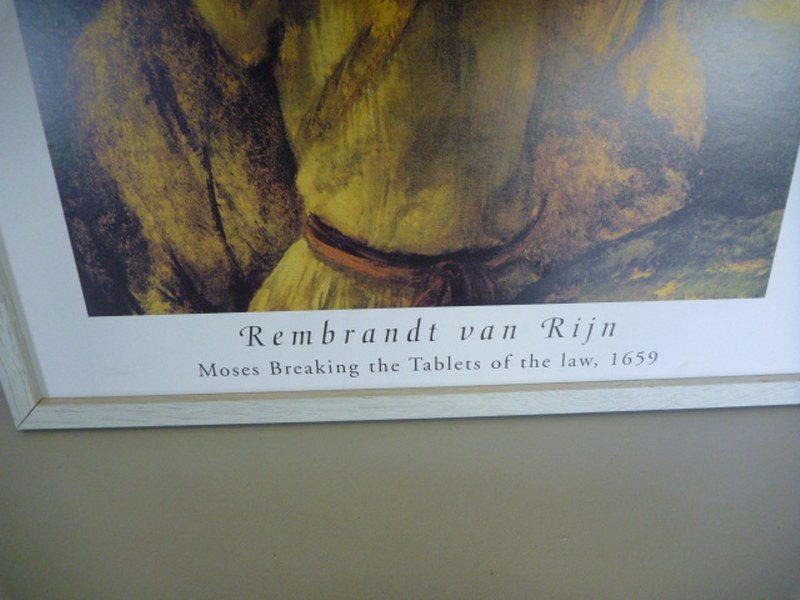 Rembrandt van Rijn
Moses Breaking the Tablets of the law, 1659